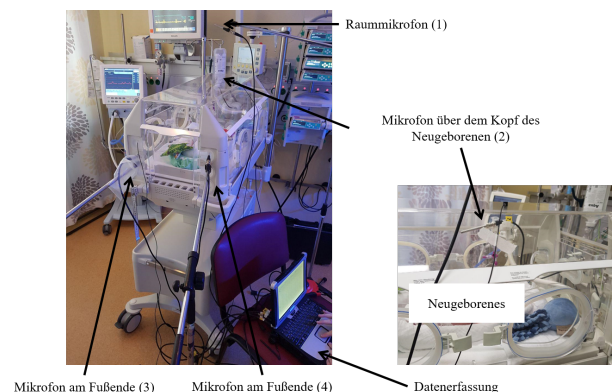 Raummikrofon (1)
Mikrofon über dem Kopf des
Neugeborenen (2)
Neugeborenes
Mikrofon am Fußende (3)
Mikrofon am Fußende (4)
Datenerfassung